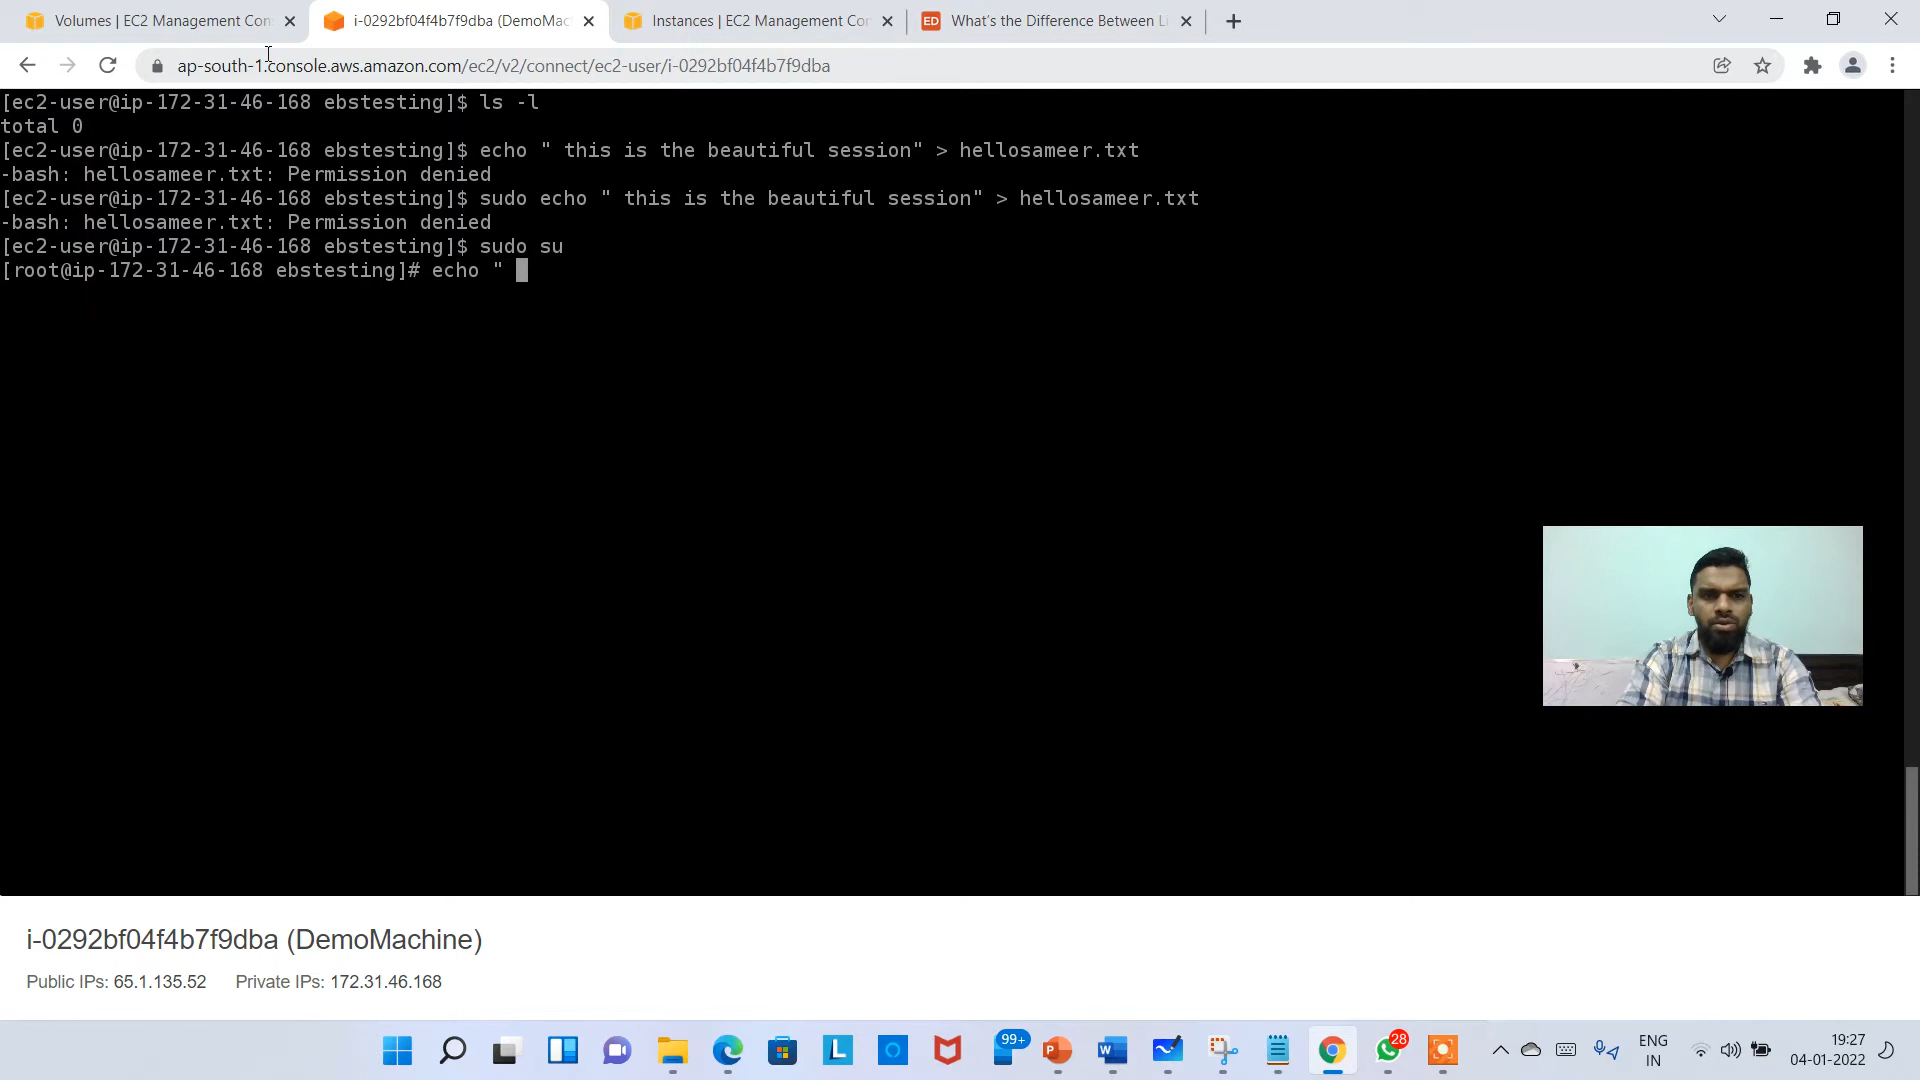 Volumes | EC2 Management Con
i-0292bf04f4b7f9dba (DemoMac
Instances | EC2 Management Con
ED What's the Difference Between Li
ap-south-1.console.aws.amazon.com/ec2/v2/connect/ec2-user/i-0292bf04f4b7f9dba
[ec2-user@ip-172-31-46-168 ebstesting]$ ls -l
total 0
[ec2-user@ip-172-31-46-168 ebstesting]$ echo " this is the beautiful session" > hellosameer.txt
-bash: hellosameer.txt: Permission denied
[ec2-user@ip-172-31-46-168 ebstesting]$ sudo echo " this is the beautiful session" > hellosameer.txt
-bash: hellosameer.txt: Permission denied
[ec2-user@ip-172-31-46-168 ebstesting]$ sudo su
[root@ip-172-31-46-168 ebstesting]# echo "
i-0292bf04f4b7f9dba (DemoMachine)
Public IPs: 65.1.135.52 Private IPs: 172.31.46.168
99+
28
L
P
W
ENG
IN
19:27
04-01-2022